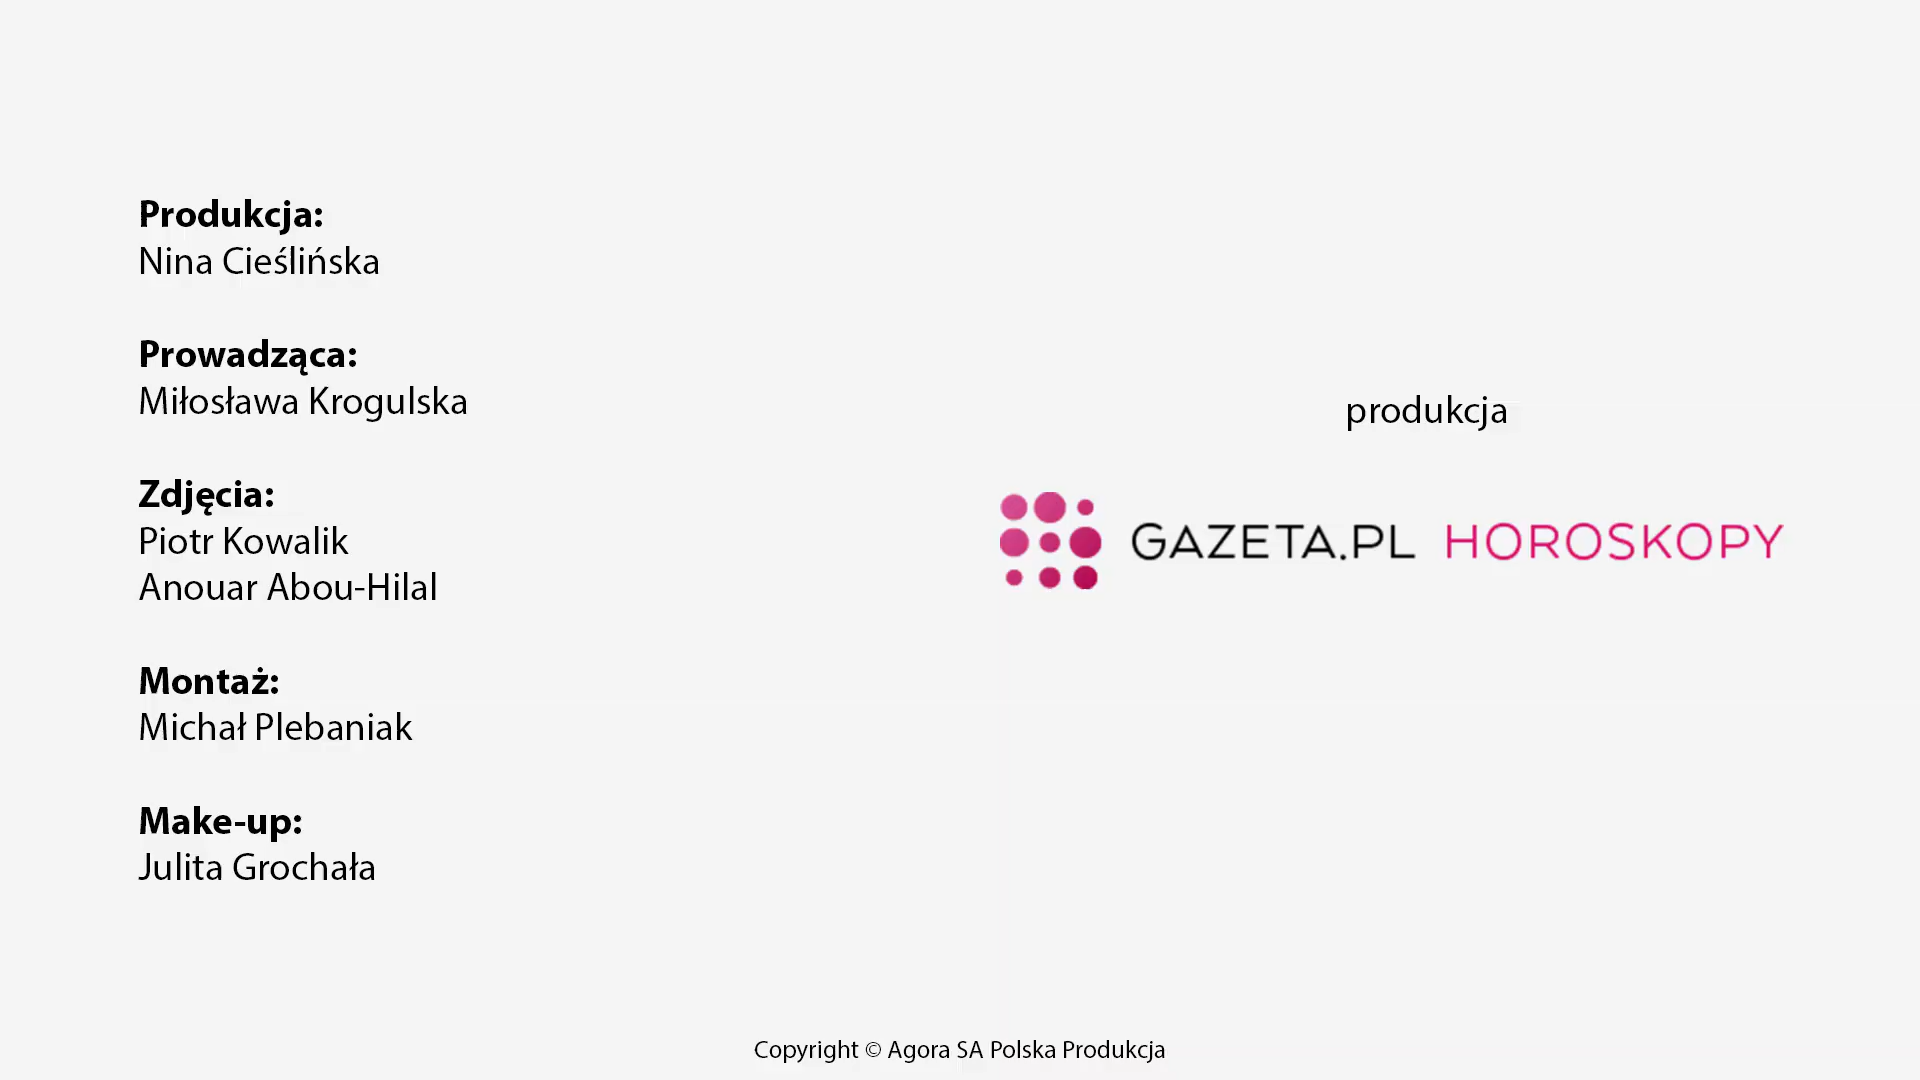 Produkcja:
Nina Cieślińska
Prowadząca:
Miłosława Krogulska
Zdjęcia:
Piotr Kowalik
Anouar Abou-Hilal
Montaż:
Michał Plebaniak
Make-up:
Julita Grochała
produkcja
GAZETA.PL HOROSKOPY
Copyright © Agora SA Polska Produkcja